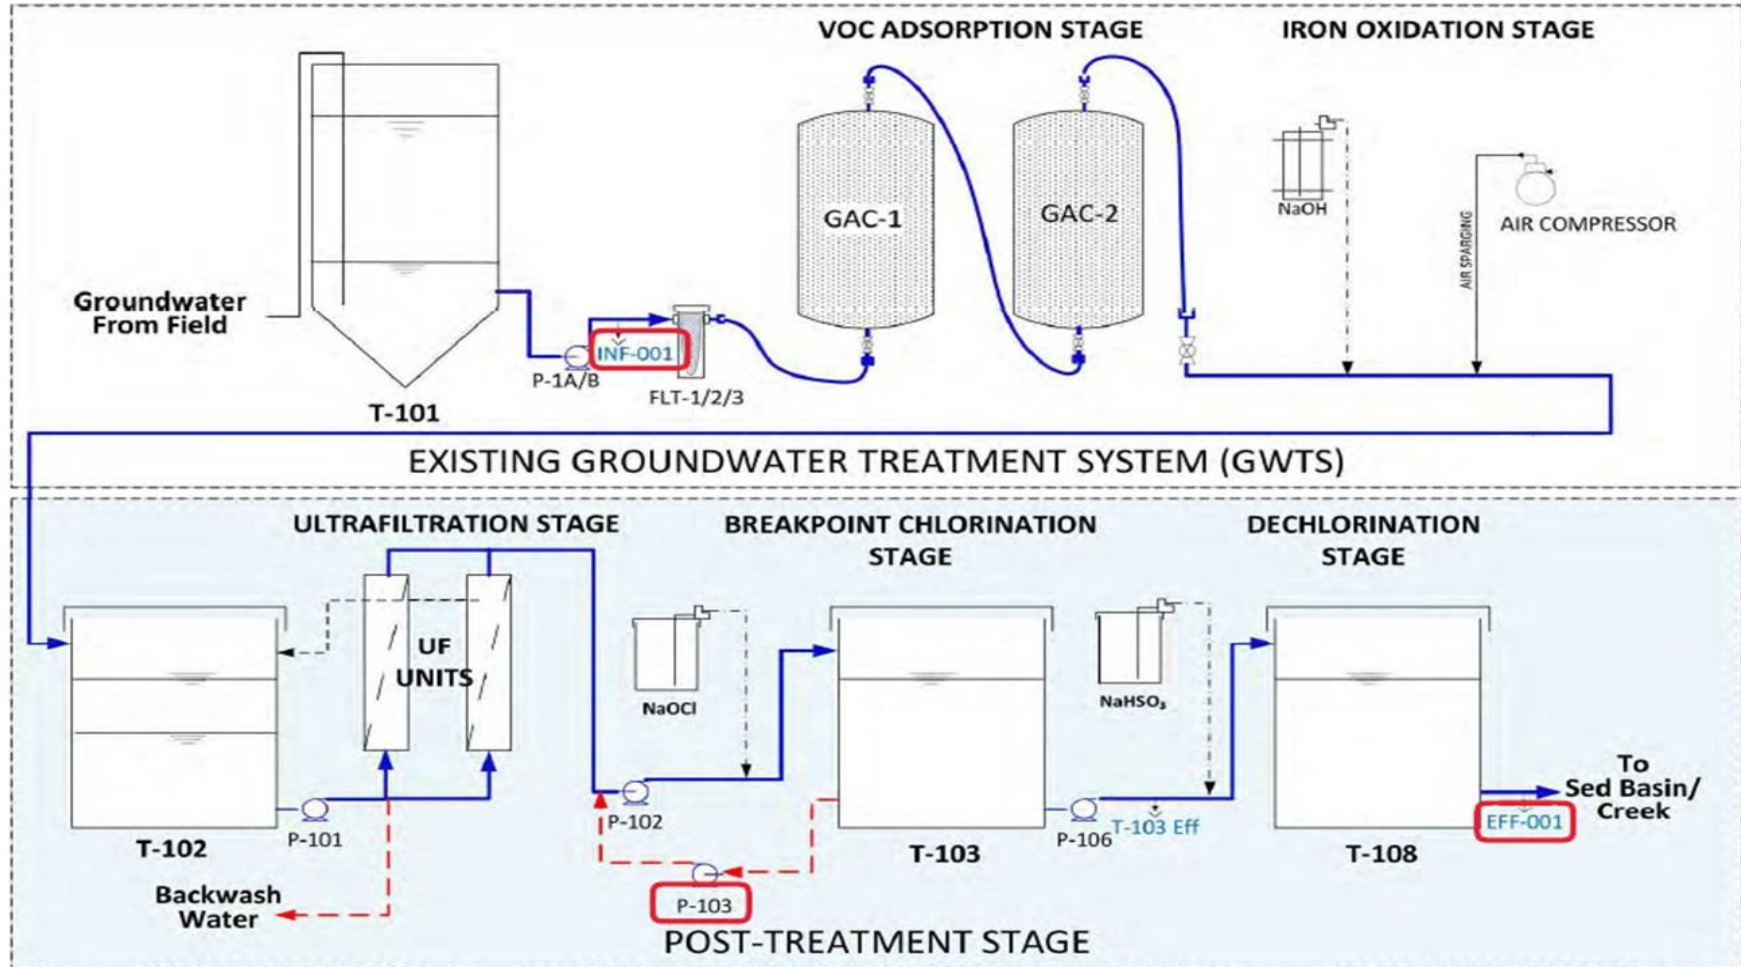 VOC ADSORPTION STAGE
IRON OXIDATION STAGE
GAC-1
GAC-2
NaOH
AIR SPARGING
AIR COMPRESSOR
Groundwater
From Field
INF-001
P-1A/B
FLT-1/2/3
T-101
EXISTING GROUNDWATER TREATMENT SYSTEM (GWTS)
ULTRAFILTRATION STAGE
BREAKPOINT CHLORINATION
STAGE
DECHLORINATION
STAGE
UF
UNITS
NaOCl
NaHSO₃
To
Sed Basin/
Creek
P-101
P-102
P-106
T-103 Eff
EFF-001
T-102
T-103
T-108
Backwash
Water
P-103
POST-TREATMENT STAGE